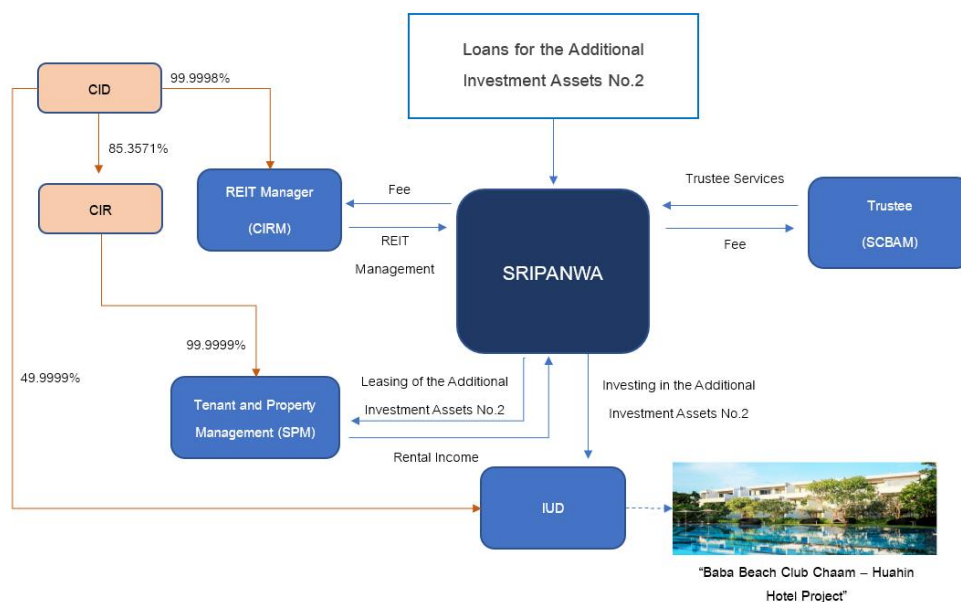 Loans for the Additional
Investment Assets No.2
99.9998%
CID
85.3571%
CIR
REIT Manager
(CIRM)
Fee
REIT
Management
SRIPANWA
Trustee Services
Fee
Trustee
(SCBAM)
99.9999%
49.9999%
Tenant and Property
Management (SPM)
Leasing of the Additional
Investment Assets No.2
Rental Income
Investing in the Additional
Investment Assets No.2
IUD
“Baba Beach Club Chaam – Huahin
Hotel Project”